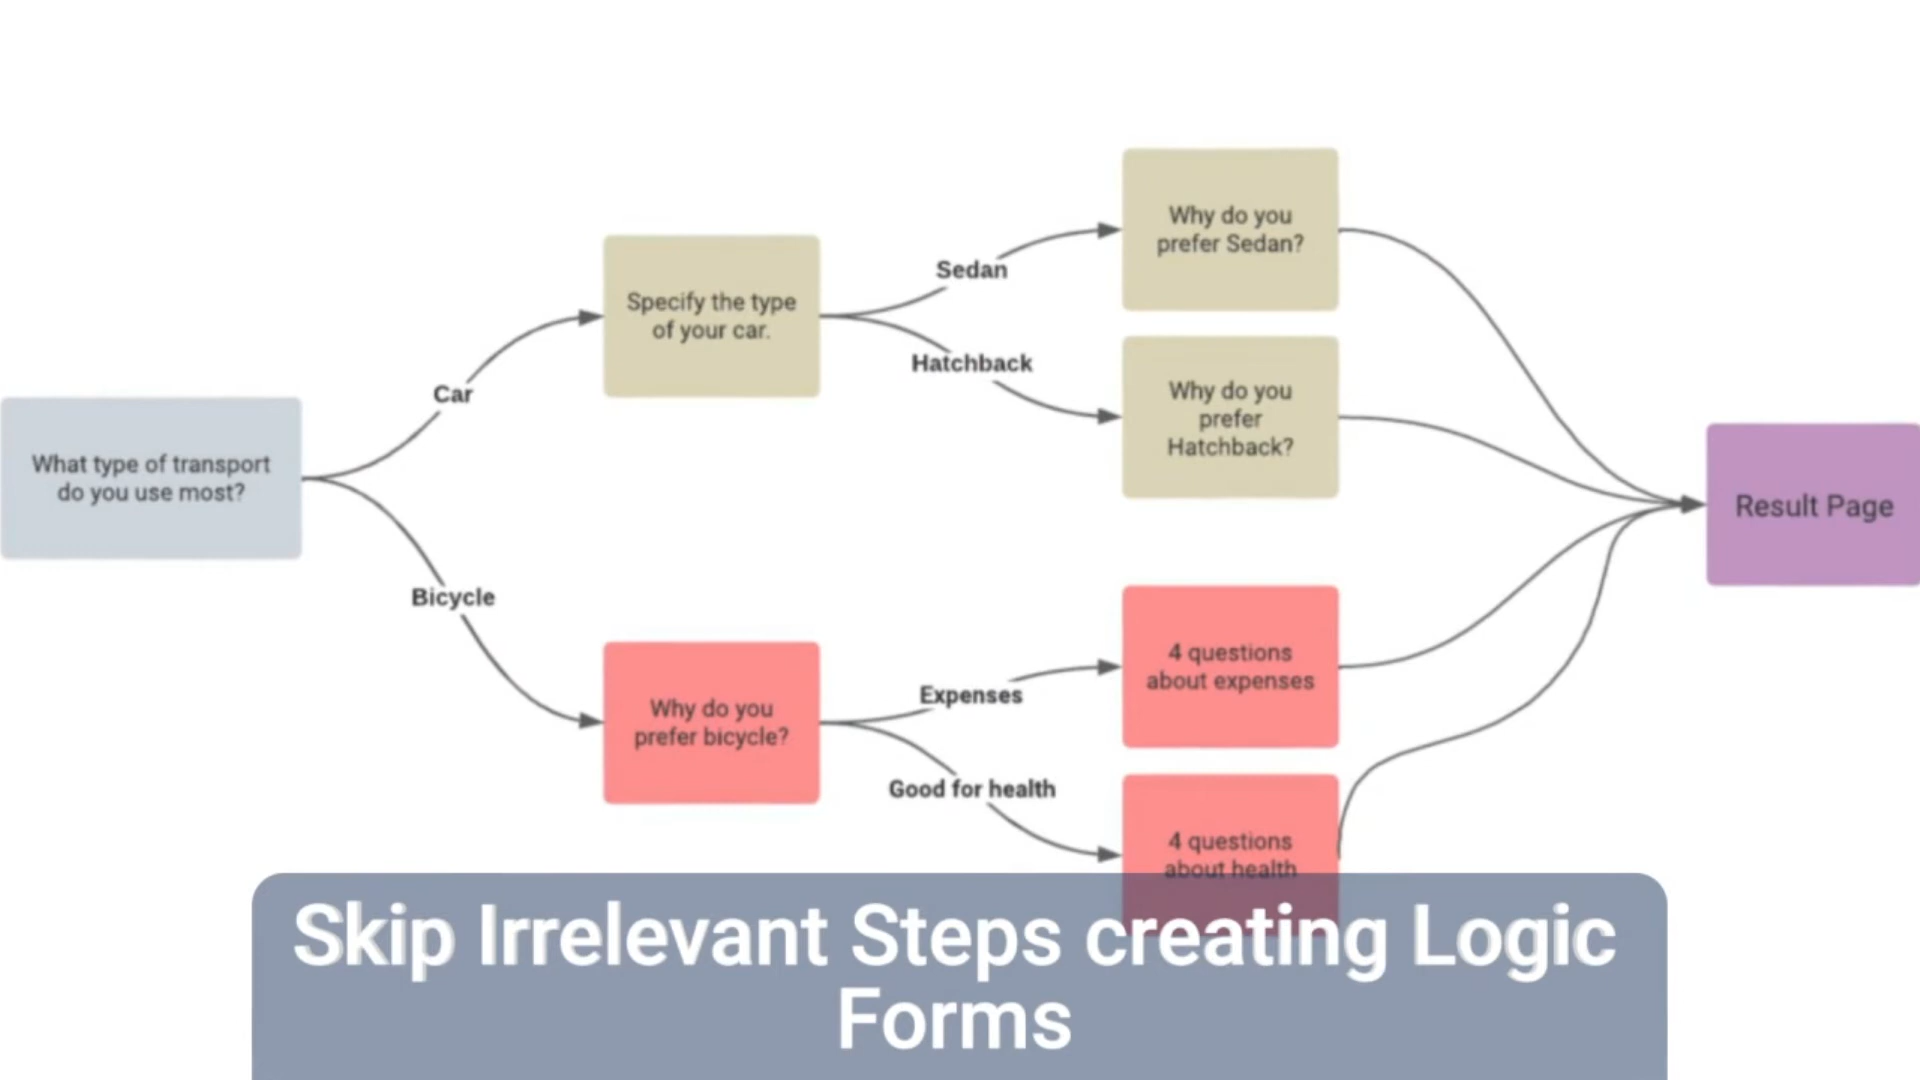 What type of transport
do you use most?
Car
Bicycle
Specify the type
of your car.
Why do you
prefer bicycle?
Sedan
Hatchback
Expenses
Good for health
Why do you
prefer Sedan?
Why do you
prefer
Hatchback?
4 questions
about expenses
4 questions
about health
Result Page
Skip Irrelevant Steps creating Logic
Forms